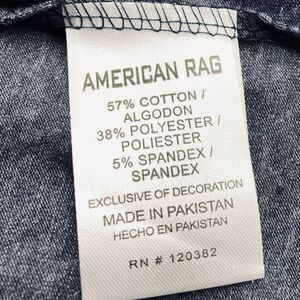 AMERICAN RAG
57% COTTON /
ALGODON
38% POLYESTER /
POLIESTER
5% SPANDEX /
SPANDEX
EXCLUSIVE OF DECORATION
MADE IN PAKISTAN
HECHO EN PAKISTAN
RN # 120382